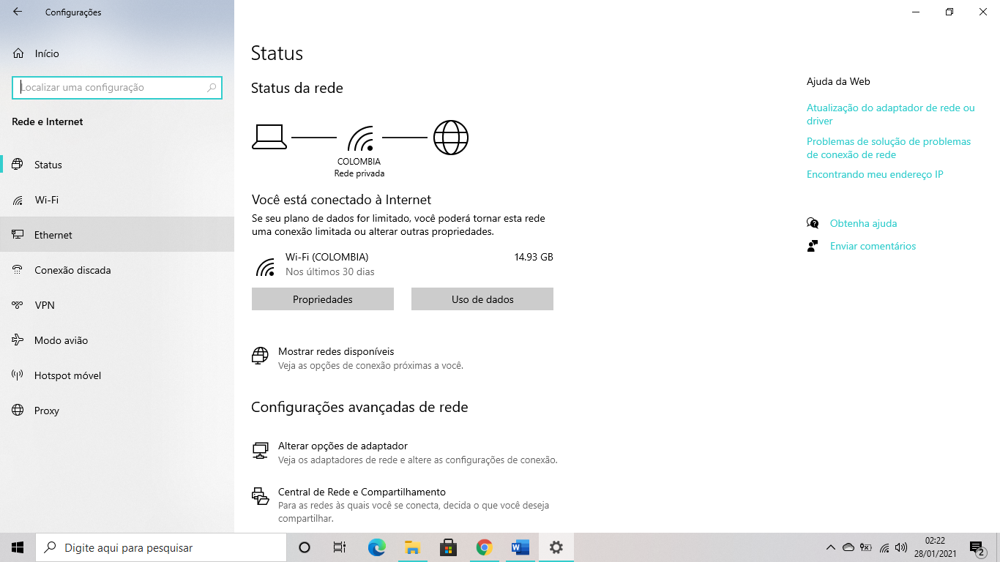 Configurações
Início
Localizar uma configuração
Rede e Internet
Status
Wi-Fi
Ethernet
Conexão discada
VPN
Modo avião
Hotspot móvel
Proxy
Status
Status da rede
COLOMBIA
Rede privada
Você está conectado à Internet
Se seu plano de dados for limitado, você poderá tornar esta rede
uma conexão limitada ou alterar outras propriedades.
Wi-Fi (COLOMBIA) 14.93 GB
Nos últimos 30 dias
Propriedades Uso de dados
Mostrar redes disponíveis
Veja as opções de conexão próximas a você.
Configurações avançadas de rede
Alterar opções de adaptador
Veja os adaptadores de rede e altere as configurações de conexão.
Central de Rede e Compartilhamento
Para as redes às quais você se conecta, decida o que você deseja
compartilhar.
Ajuda da Web
Atualização do adaptador de rede ou
driver
Problemas de solução de problemas
de conexão de rede
Encontrando meu endereço IP
Obtenha ajuda
Enviar comentários
Digite aqui para pesquisar
W
02:22
28/01/2021
2